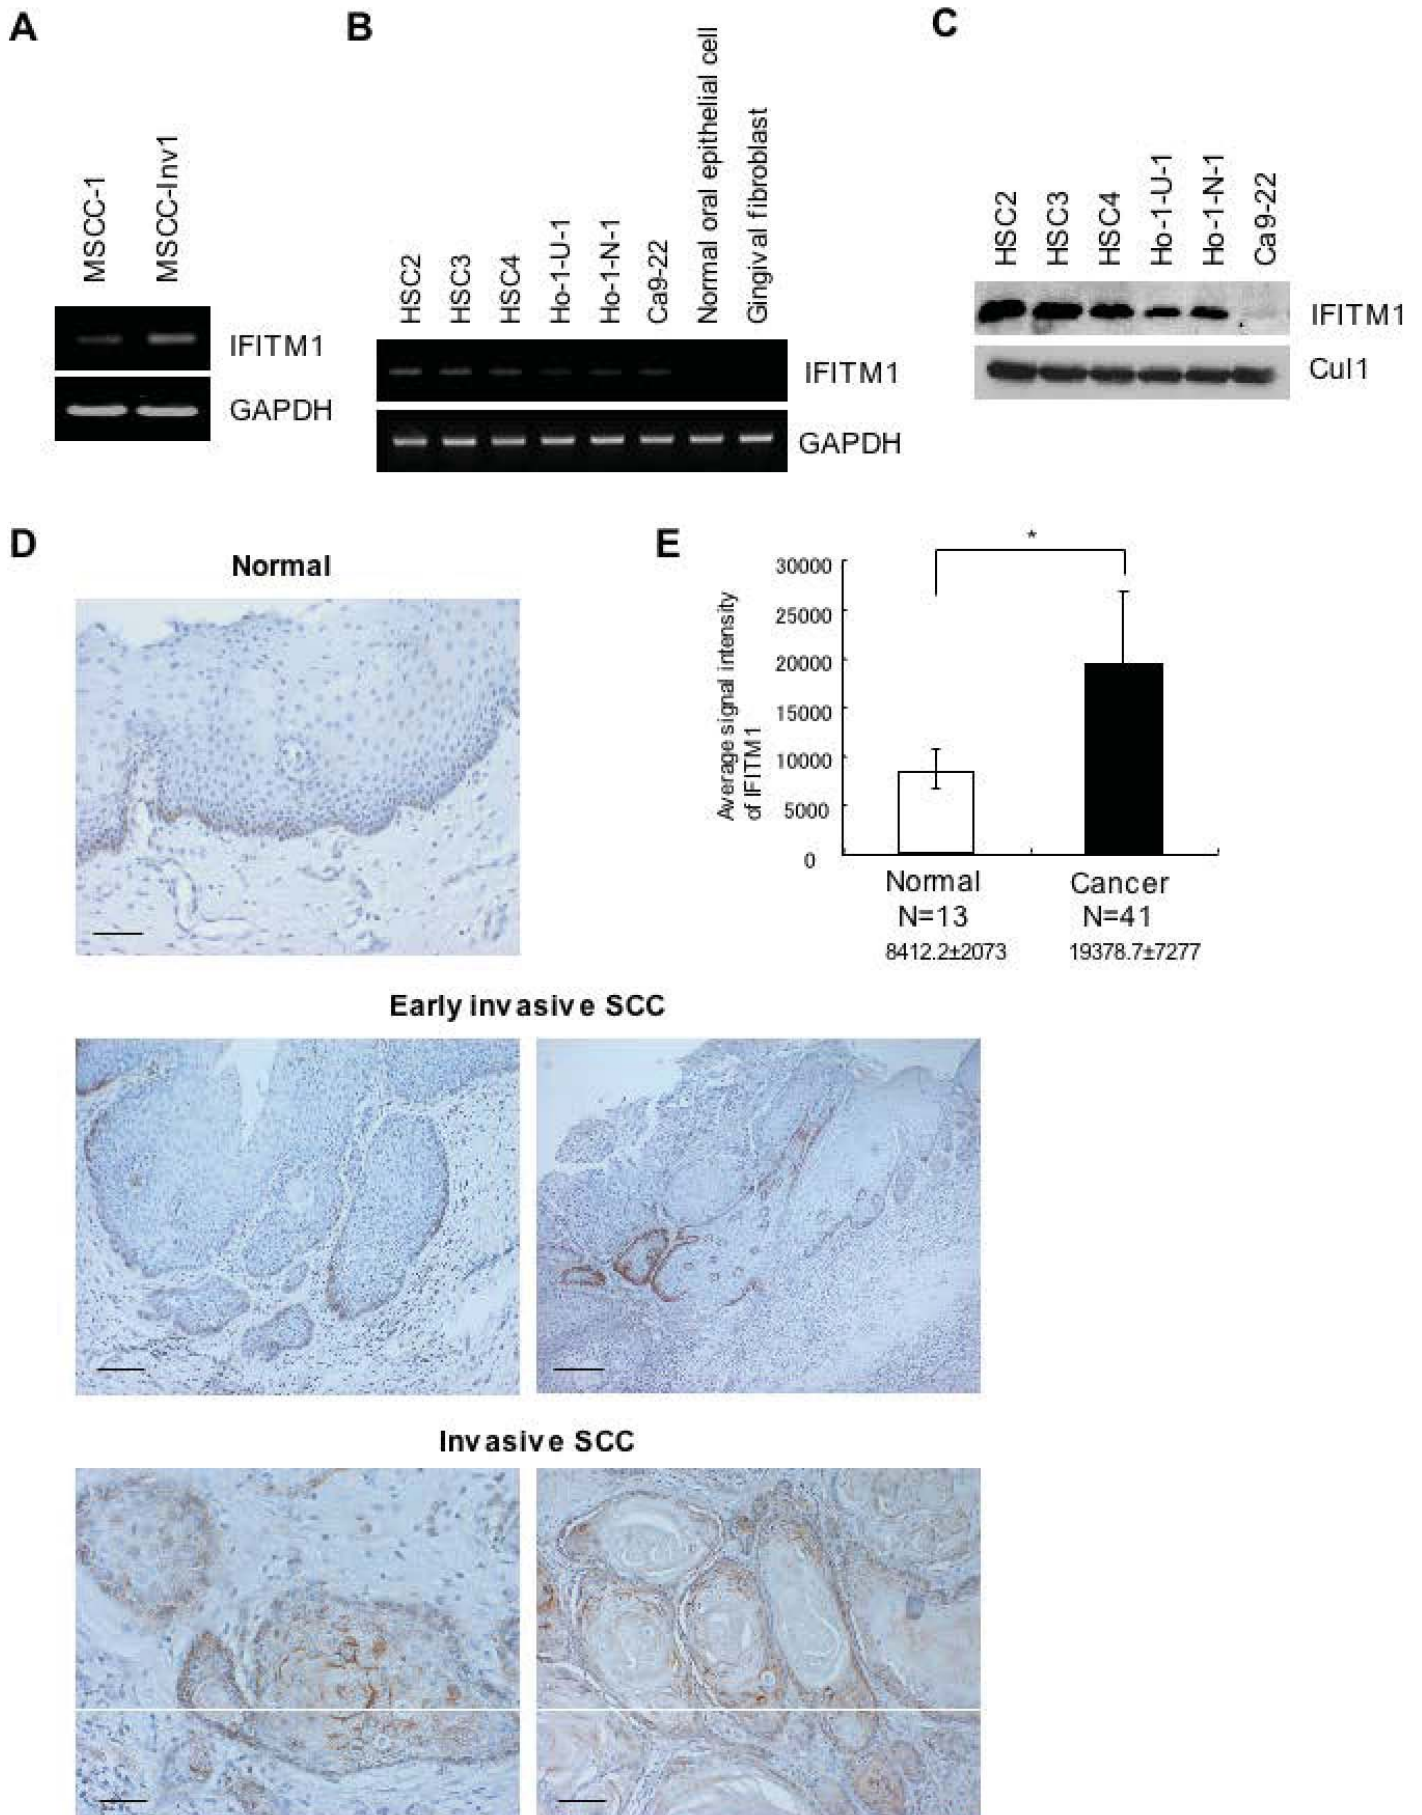 A
B
C
MSCC-1
MSCC-Inv1
IFITM1
GAPDH
HSC2
HSC3
HSC4
Ho-1-U-1
Ho-1-N-1
Ca9-22
Normal oral epithelial cell
Gingival fibroblast
IFITM1
GAPDH
HSC2
HSC3
HSC4
Ho-1-U-1
Ho-1-N-1
Ca9-22
IFITM1
Cul1
D
Normal
E
*
Average signal intensity
of IFITM1
30000
25000
20000
15000
10000
5000
0
Normal
N=13
8412.2±2073
Cancer
N=41
19378.7±7277
Early invasive SCC
Invasive SCC